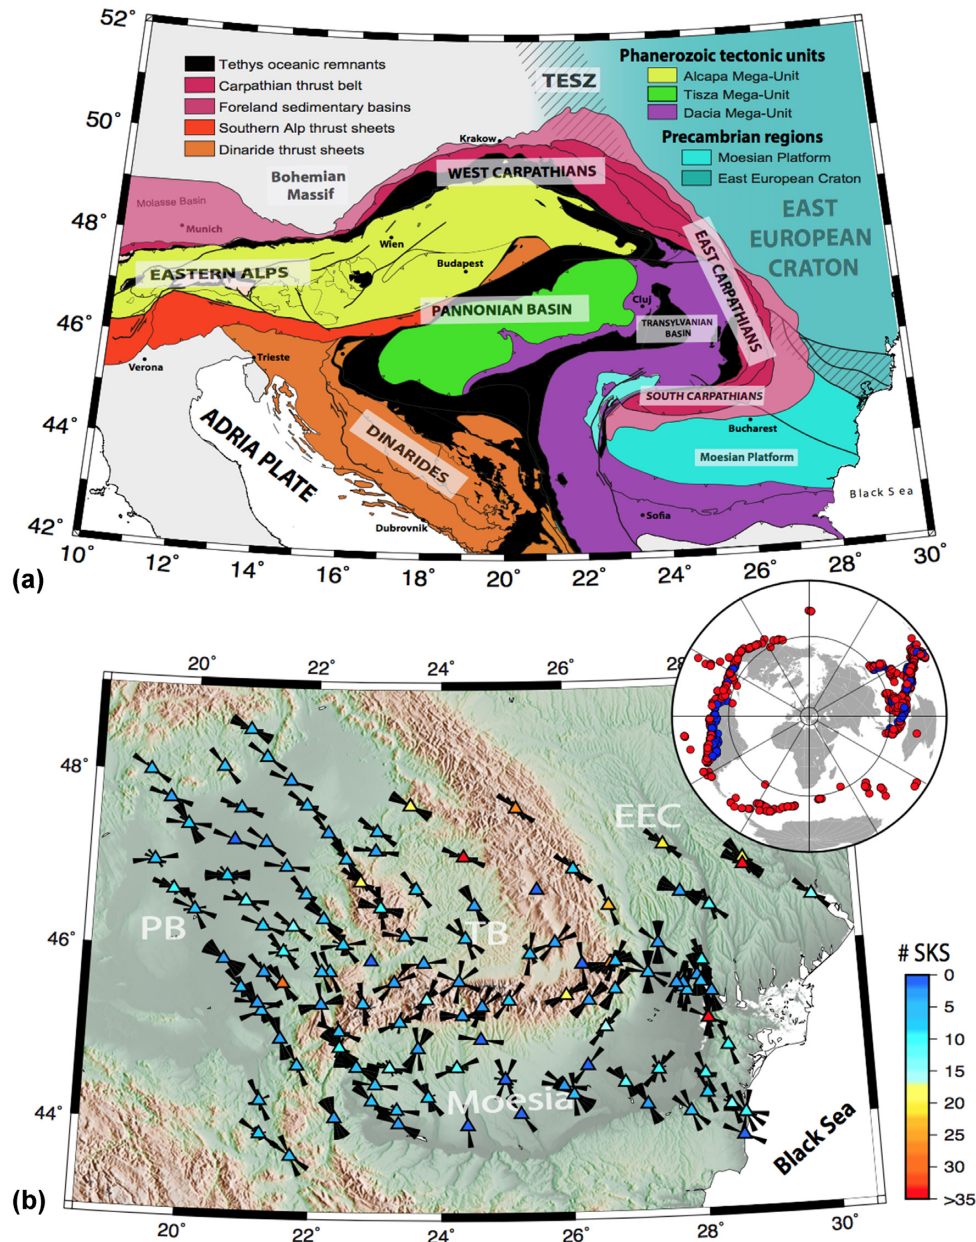 52°
50°
48°
46°
44°
42°
10°
12°
14°
16°
18°
20°
22°
24°
26°
28°
30°
Tethys oceanic remnants
Carpathian thrust belt
Foreland sedimentary basins
Southern Alp thrust sheets
Dinaride thrust sheets
TESZ
Phanerozoic tectonic units
Alcapa Mega-Unit
Tisza Mega-Unit
Dacia Mega-Unit
Precambrian regions
Moesian Platform
East European Craton
Krakow
Bohemian
Massif
WEST CARPATHIANS
Molasse Basin
Munich
Wien
EAST
EUROPEAN
CRATON
EASTERN ALPS
Budapest
EAST CARPATHIANS
PANNONIAN BASIN
Cluj
TRANSYLVANIAN
BASIN
Verona
Trieste
SOUTH CARPATHIANS
Bucharest
ADRIA PLATE
DINARIDES
Moesian Platform
Black Sea
Dubrovnik
Sofia
(a)
20°
22°
24°
26°
28
48°
46°
44°
EEC
PB
TB
Moesia
Black Sea
# SKS
0
5
10
15
20
25
30
>35
(b)
20°
22°
24°
26°
28°
30°